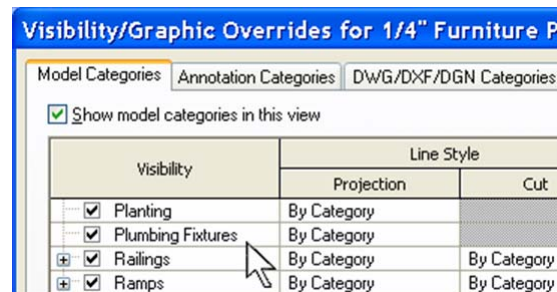 Visibility/Graphic Overrides for 1/4" Furniture P
Model Categories Annotation Categories DWG/DXF/DGN Categories
Show model categories in this view
Visibility Line Style
Projection Cut
Planting By Category
Plumbing Fixtures By Category
Railings By Category By Category
Ramps By Category By Category